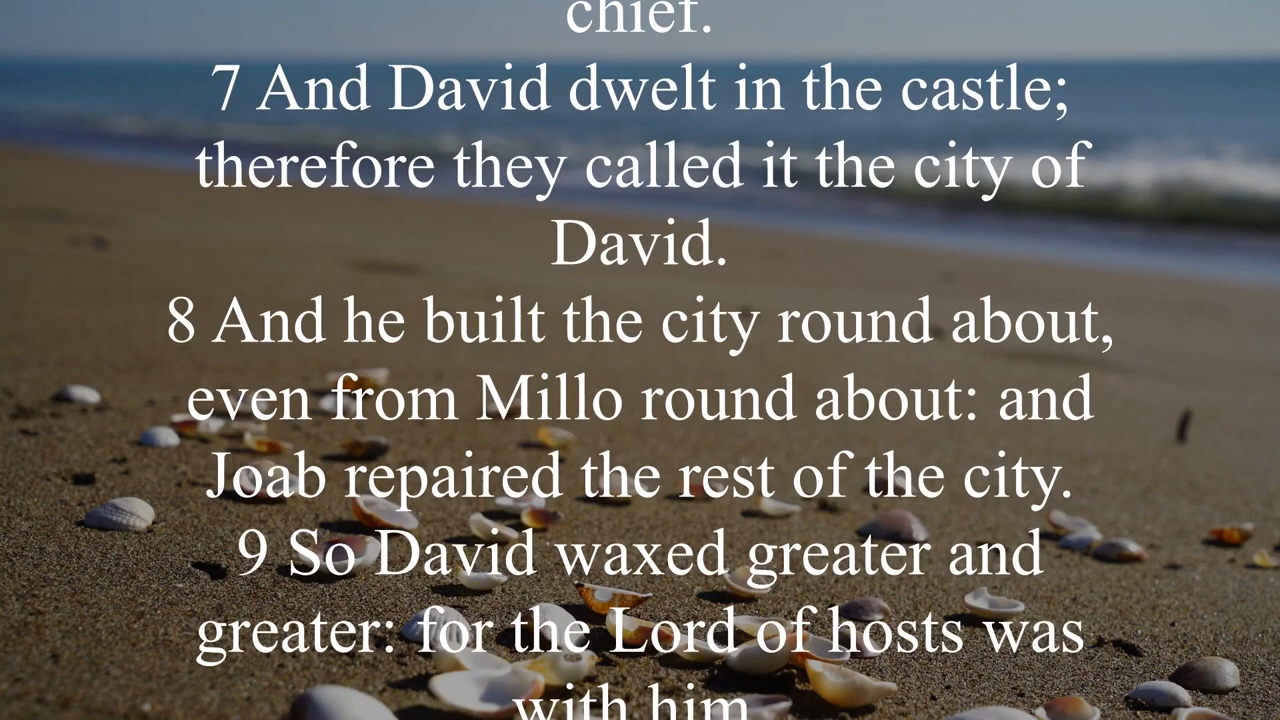 chief.
7 And David dwelt in the castle;
therefore they called it the city of
David.
8 And he built the city round about,
even from Millo round about: and
Joab repaired the rest of the city.
9 So David waxed greater and
greater: for the Lord of hosts was
with him